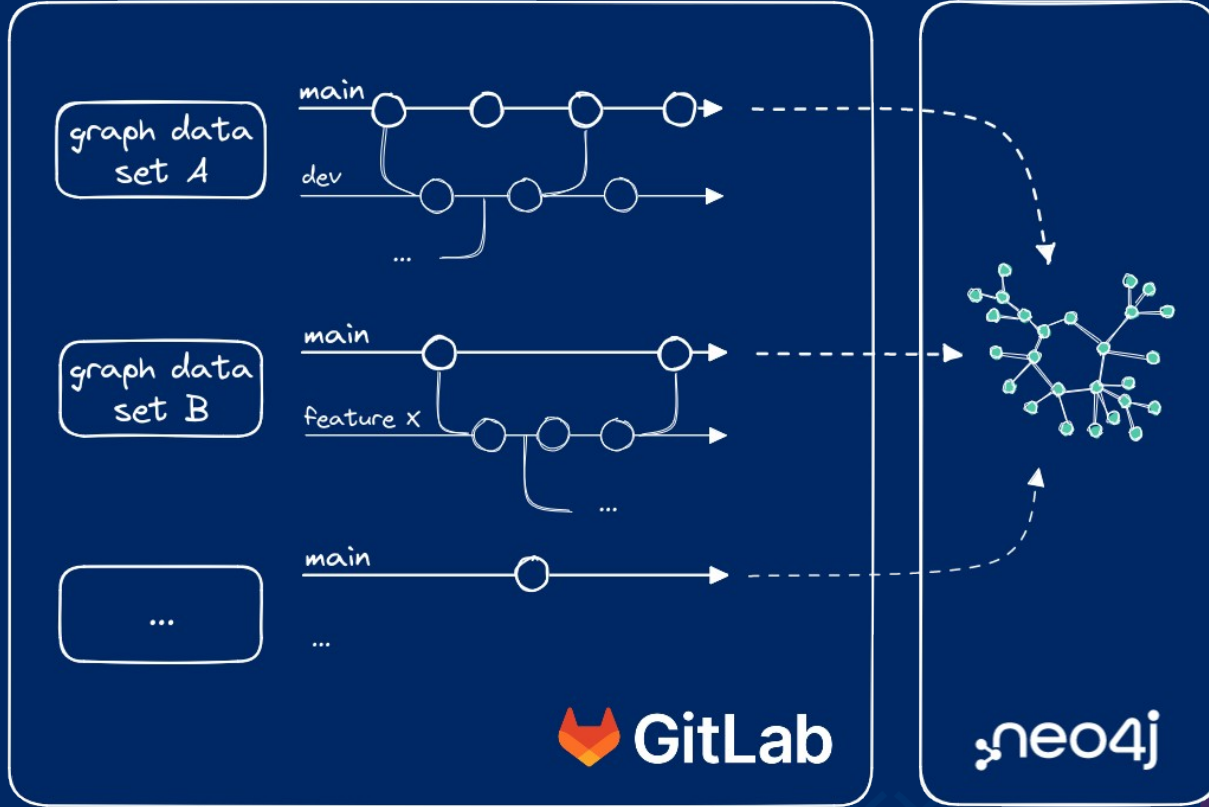 main
graph data
set A
dev
...
main
graph data
set B
feature x
...
main
...
...
GitLab
neo4j